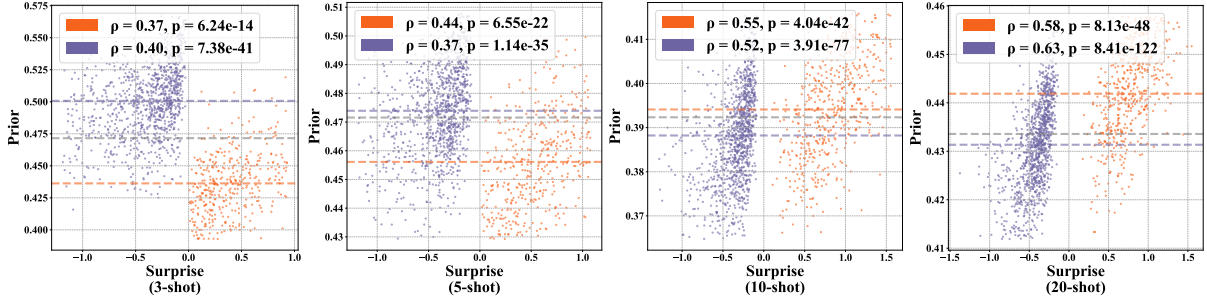 ρ = 0.37, p = 6.24e-14
ρ = 0.40, p = 7.38e-41
0.575
0.550
0.525
0.500
0.475
0.450
0.425
0.400
Prior
−1.0
−0.5
0.0
0.5
1.0
Surprise
(3-shot)
ρ = 0.44, p = 6.55e-22
ρ = 0.37, p = 1.14e-35
0.51
0.50
0.49
0.48
0.47
0.46
0.45
0.44
0.43
Prior
−1.0
−0.5
0.0
0.5
1.0
Surprise
(5-shot)
ρ = 0.55, p = 4.04e-42
ρ = 0.52, p = 3.91e-77
0.41
0.40
0.39
0.38
0.37
Prior
−1.0
−0.5
0.0
0.5
1.0
1.5
Surprise
(10-shot)
ρ = 0.58, p = 8.13e-48
ρ = 0.63, p = 8.41e-122
0.46
0.45
0.44
0.43
0.42
0.41
Prior
−1.5
−1.0
−0.5
0.0
0.5
1.0
1.5
Surprise
(20-shot)